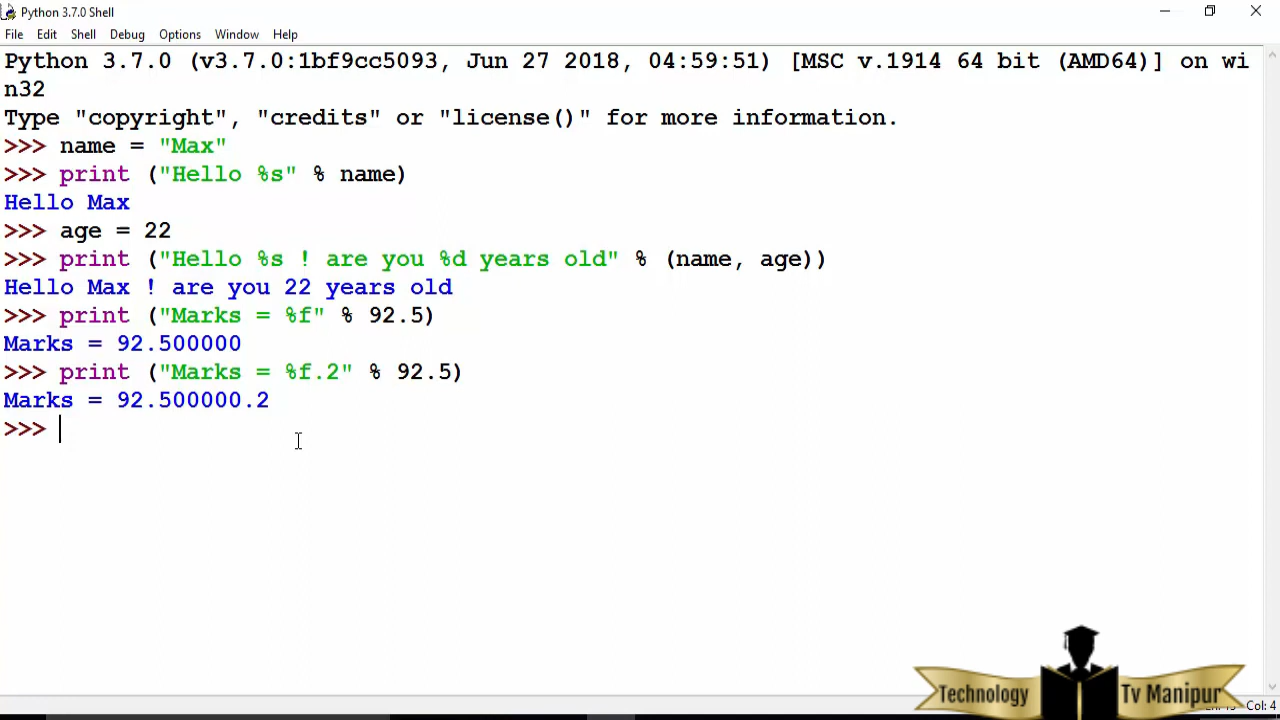 Python 3.7.0 Shell
File Edit Shell Debug Options Window Help
Python 3.7.0 (v3.7.0:1bf9cc5093, Jun 27 2018, 04:59:51) [MSC v.1914 64 bit (AMD64)] on wi
n32
Type "copyright", "credits" or "license()" for more information.
>>> name = "Max"
>>> print ("Hello %s" % name)
Hello Max
>>> age = 22
>>> print ("Hello %s ! are you %d years old" % (name, age))
Hello Max ! are you 22 years old
>>> print ("Marks = %f" % 92.5)
Marks = 92.500000
>>> print ("Marks = %f.2" % 92.5)
Marks = 92.500000.2
>>>
Technology Tv Manipur
Col: 4